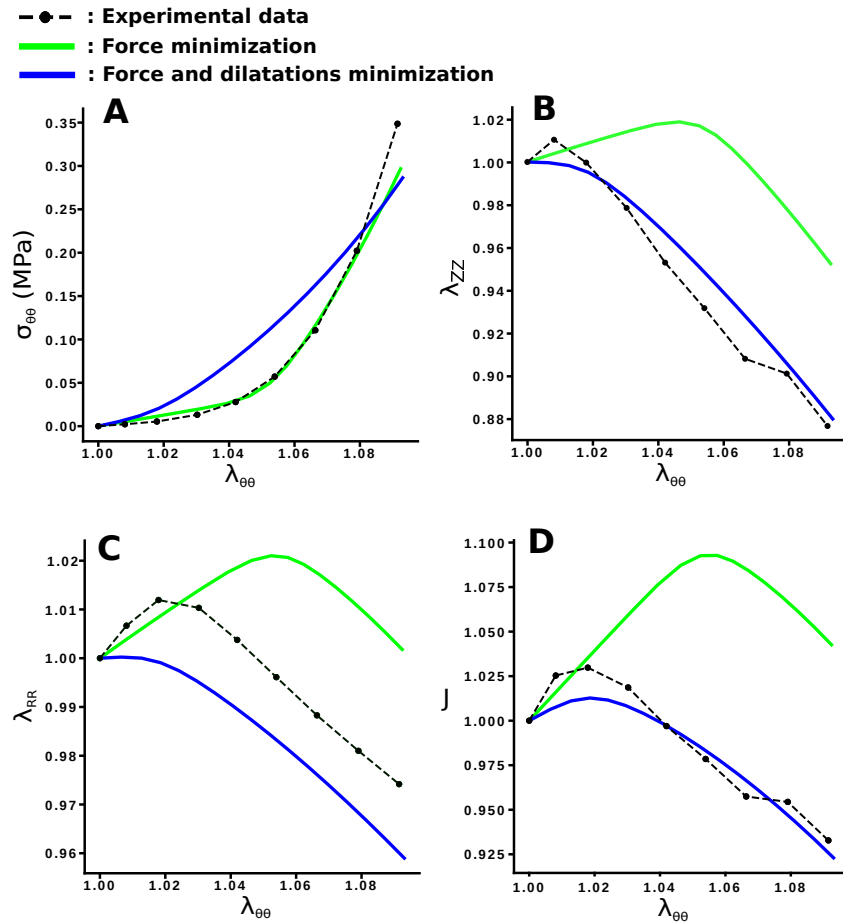 : Experimental data
: Force minimization
: Force and dilatations minimization
A
σθθ (MPa)
0.35
0.30
0.25
0.20
0.15
0.10
0.05
0.00
1.00 1.02 1.04 1.06 1.08
λθθ
B
λZZ
1.02
1.00
0.98
0.96
0.94
0.92
0.90
0.88
1.00 1.02 1.04 1.06 1.08
λθθ
C
λRR
1.02
1.01
1.00
0.99
0.98
0.97
0.96
1.00 1.02 1.04 1.06 1.08
λθθ
D
J
1.100
1.075
1.050
1.025
1.000
0.975
0.950
0.925
1.00 1.02 1.04 1.06 1.08
λθθ